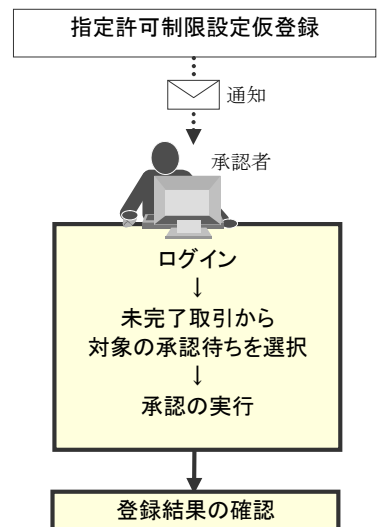 指定許可制限設定仮登録
通知
承認者
ログイン
↓
未完了取引から
対象の承認待ちを選択
↓
承認の実行
登録結果の確認